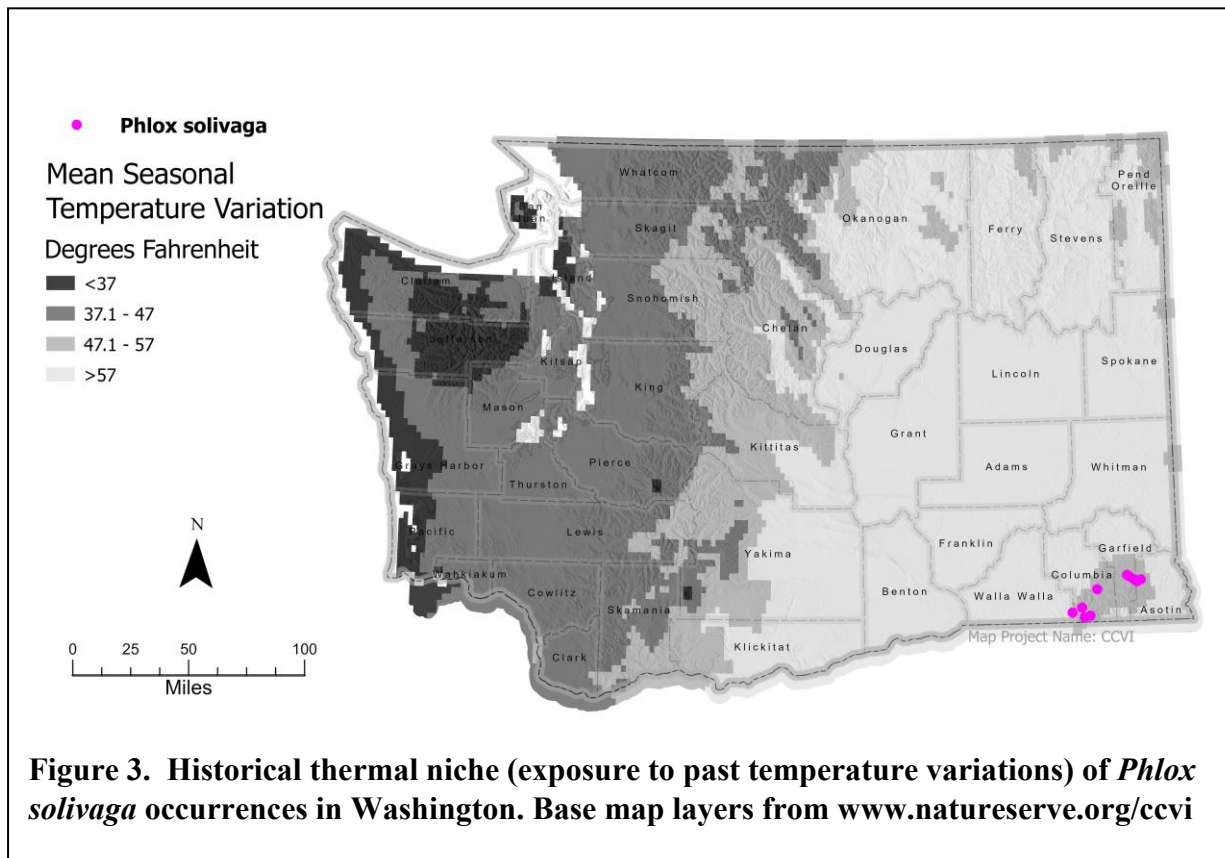 Phlox solivaga
Mean Seasonal
Temperature Variation
Degrees Fahrenheit
<37
37.1 - 47
47.1 - 57
>57
N
0 25 50 100
Miles
Whatcom
San
Juan
Skagit
Island
Clallam
Snohomish
Jefferson
Kitsap
King
Mason
Grays Harbor
Thurston
Pierce
Pacific
Lewis
Wahkiakum
Cowlitz
Skamania
Clark
Okanogan
Ferry
Stevens
Pend
Oreille
Chelan
Douglas
Lincoln
Spokane
Kittitas
Grant
Adams
Whitman
Yakima
Franklin
Garfield
Columbia
Benton
Walla Walla
Asotin
Klickitat
Map Project Name: CCVI
Figure 3. Historical thermal niche (exposure to past temperature variations) of Phlox
solivaga occurrences in Washington. Base map layers from www.natureserve.org/ccvi